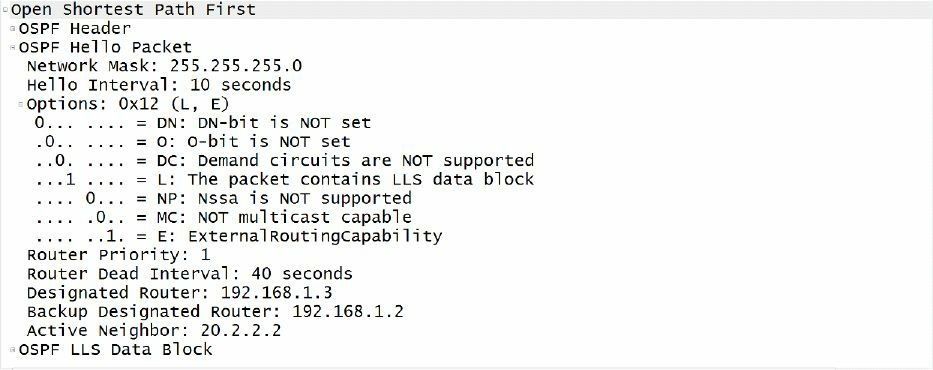 Open Shortest Path First
OSPF Header
OSPF Hello Packet
Network Mask: 255.255.255.0
Hello Interval: 10 seconds
Options: 0x12 (L, E)
0... .... = DN: DN-bit is NOT set
.0.. .... = O: O-bit is NOT set
..0. .... = DC: Demand circuits are NOT supported
...1 .... = L: The packet contains LLS data block
.... 0... = NP: Nssa is NOT supported
.... .0.. = MC: NOT multicast capable
.... ..1. = E: ExternalRoutingCapability
Router Priority: 1
Router Dead Interval: 40 seconds
Designated Router: 192.168.1.3
Backup Designated Router: 192.168.1.2
Active Neighbor: 20.2.2.2
OSPF LLS Data Block